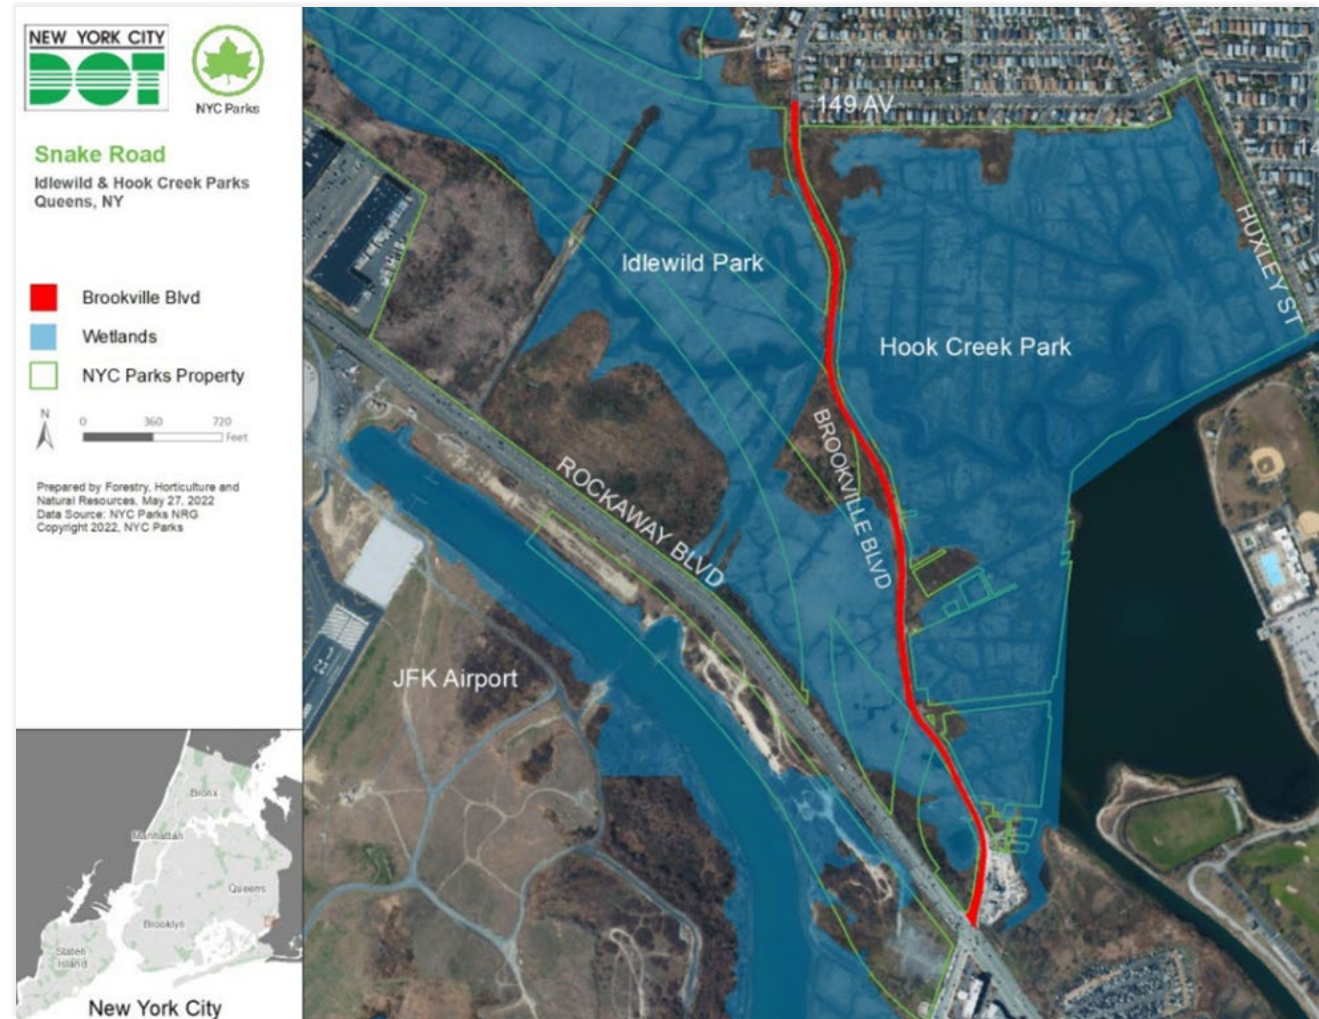 NEW YORK CITY
DOT
NYC Parks
Snake Road
Idlewild & Hook Creek Parks
Queens, NY
Brookville Blvd
Wetlands
NYC Parks Property
N
0 360 720
Feet
Prepared by Forestry, Horticulture and
Natural Resources, May 27, 2022
Data Source: NYC Parks NRG
Copyright 2022, NYC Parks
Bronx
Manhattan
Queens
Brooklyn
Staten
Island
New York City
149 AV
14
HUXLEY ST
Idlewild Park
Hook Creek Park
BROOKVILLE BLVD
ROCKAWAY BLVD
JFK Airport